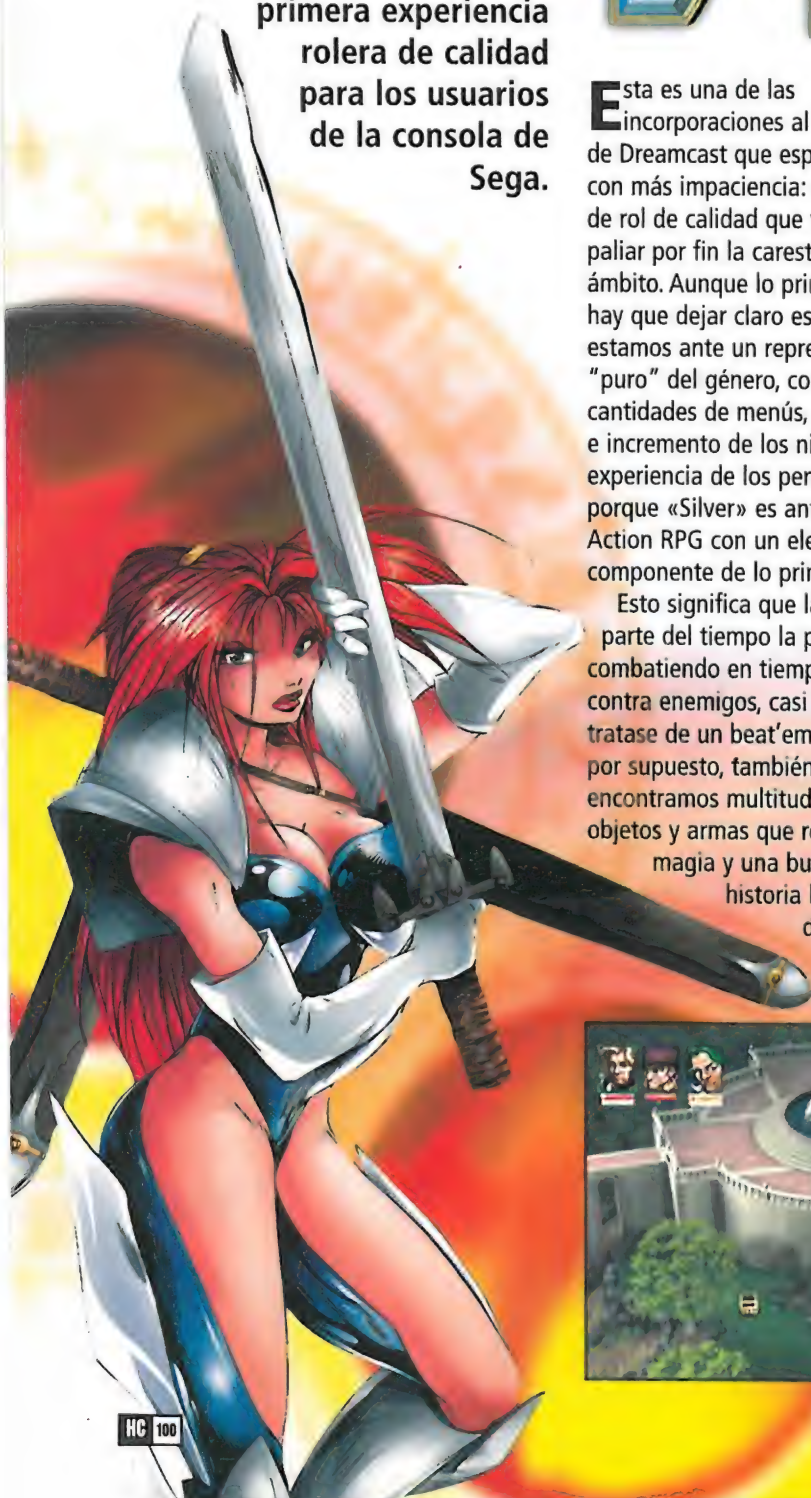 primera experiencia
rolera de calidad
para los usuarios
de la consola de
Sega.
Esta es una de las
incorporaciones al
de Dreamcast que esp
con más impaciencia:
de rol de calidad que
paliar por fin la carest
ámbito. Aunque lo prin
hay que dejar claro es
estamos ante un repre
"puro" del género, co
cantidades de menús,
e incremento de los ni
experiencia de los per
porque «Silver» es ant
Action RPG con un ele
componente de lo prin
Esto significa que l
parte del tiempo la p
combatiendo en tiemp
contra enemigos, casi
tratase de un beat'em
por supuesto, también
encontramos multitud
objetos y armas que re
magia y una bu
historia
HC 100